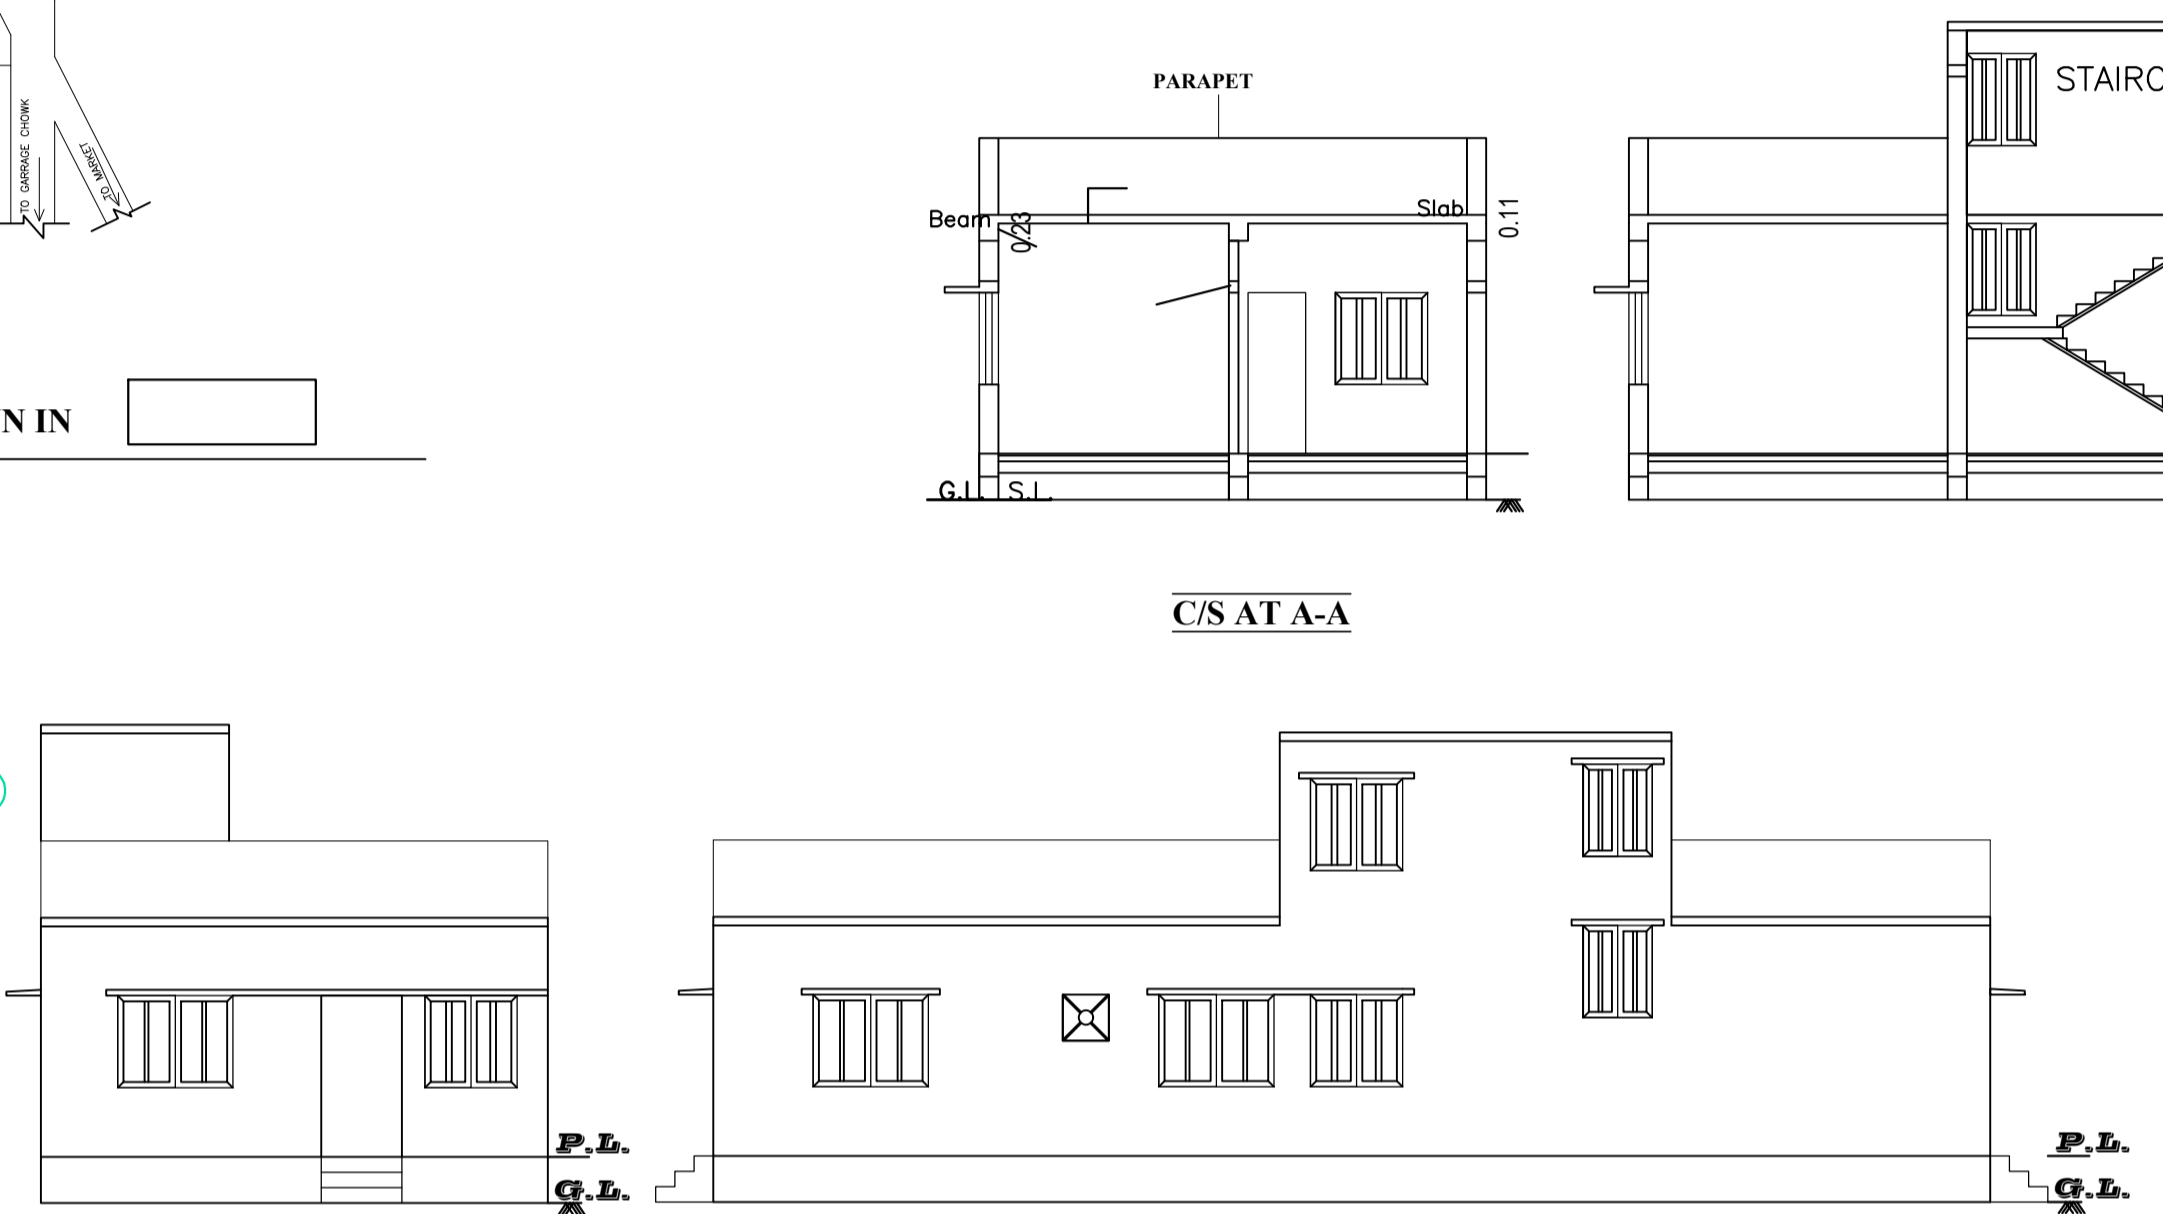 TO GARRAGE CHOWK
TO MARKET
N IN
PARAPET
STAIRC
Beam
0.23
Slab
0.11
G.L. S.L.
C/S AT A-A
P.L.
G.L.
P.L.
G.L.